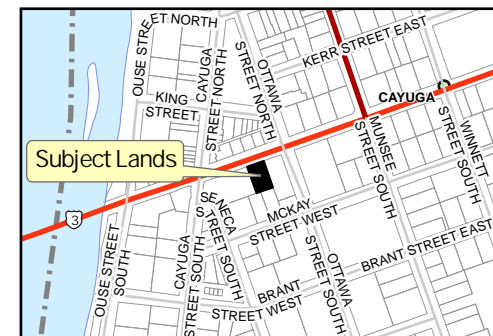 OUSE STREET NORTH
CAYUGA
STREET NORTH
OTTAWA
STREET NORTH
KERR STREET EAST
KING
STREET
CAYUGA
Subject Lands
MUNSEE
STREET SOUTH
WINNETT
STREET SOUTH
3
SENECA
STREET SOUTH
MCKAY
STREET WEST
OUSE STREET
SOUTH
CAYUGA
STREET SOUTH
OTTAWA
STREET SOUTH
BRANT STREET EAST
BRANT
STREET WEST